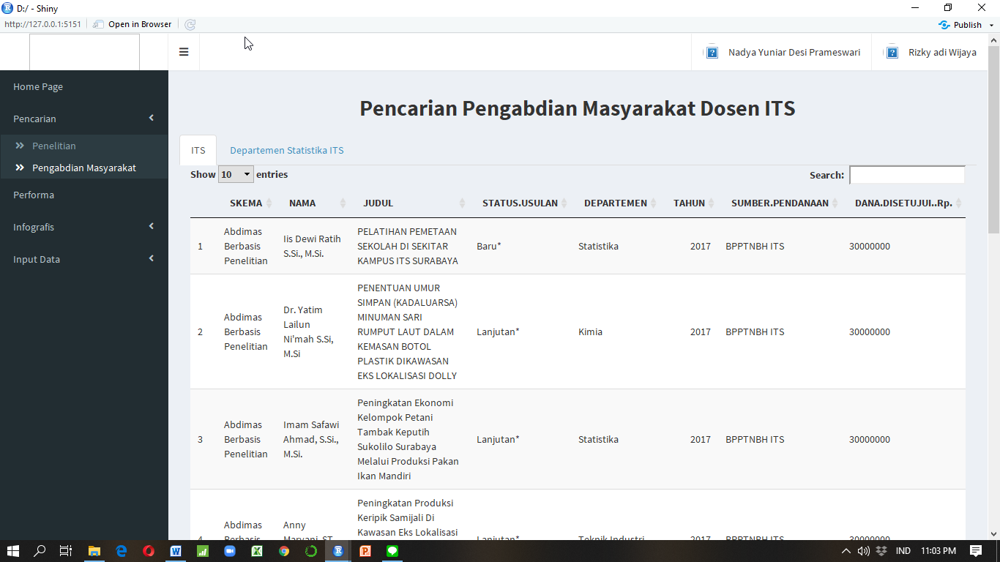 D:/ - Shiny
http://127.0.0.1:5151 Open in Browser Publish
Nadya Yuniar Desi Prameswari Rizky adi Wijaya
Home Page
Pencarian
Penelitian
Pengabdian Masyarakat
Performa
Infografis
Input Data
Pencarian Pengabdian Masyarakat Dosen ITS
ITS Departemen Statistika ITS
Show 10 entries Search:
SKEMA NAMA JUDUL STATUS.USULAN DEPARTEMEN TAHUN SUMBER.PENDANAAN DANA.DISETUJUI..Rp.
1
Abdimas
Berbasis
Penelitian
Iis Dewi Ratih
S.Si., M.Si.
PELATIHAN PEMETAAN
SEKOLAH DI SEKITAR
KAMPUS ITS SURABAYA
Baru*
Statistika
2017
BPPTNBH ITS
30000000
2
Abdimas
Berbasis
Penelitian
Dr. Yatim
Lailun
Ni'mah S.Si,
M.Si
PENENTUAN UMUR
SIMPAN (KADALUARSA)
MINUMAN SARI
RUMPUT LAUT DALAM
KEMASAN BOTOL
PLASTIK DIKAWASAN
EKS LOKALISASI DOLLY
Lanjutan*
Kimia
2017
BPPTNBH ITS
30000000
3
Abdimas
Berbasis
Penelitian
Imam Safawi
Ahmad, S.Si.,
M.Si.
Peningkatan Ekonomi
Kelompok Petani
Tambak Keputih
Sukolilo Surabaya
Melalui Produksi Pakan
Ikan Mandiri
Lanjutan*
Statistika
2017
BPPTNBH ITS
30000000
4
Abdimas
Berbasis
Anny
Maryani, ST
Peningkatan Produksi
Keripik Samijali Di
Kawasan Eks Lokalisasi
Lanjutan*
Teknik Industri
2017
BPPTNBH ITS
30000000
IND 11:03 PM